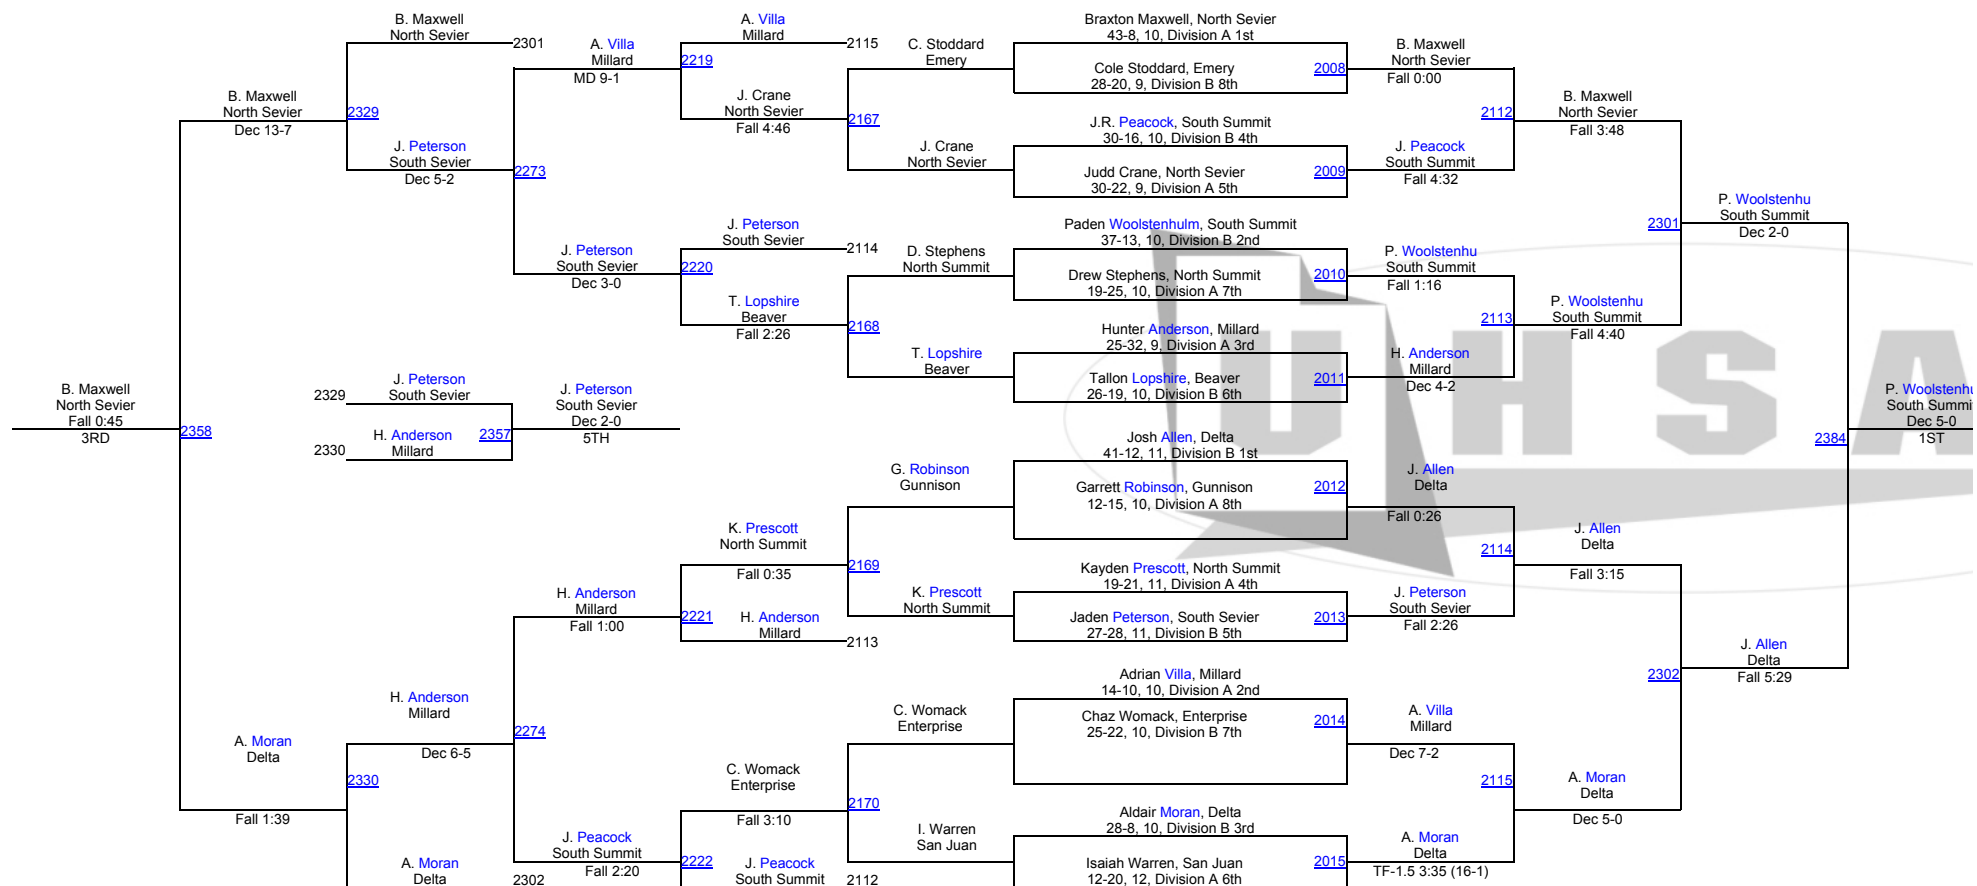 B. Maxwell
North Sevier
2301
A. Villa
Millard
MD 9-1
A. Villa
Millard
2115
2219
J. Crane
North Sevier
Fall 4:46
C. Stoddard
Emery
2167
J. Crane
North Sevier
Braxton Maxwell, North Sevier
43-8, 10, Division A 1st
Cole Stoddard, Emery
28-20, 9, Division B 8th
2008
B. Maxwell
North Sevier
Fall 0:00
J.R. Peacock, South Summit
30-16, 10, Division B 4th
Judd Crane, North Sevier
30-22, 9, Division A 5th
2009
J. Peacock
South Summit
Fall 4:32
2112
B. Maxwell
North Sevier
Fall 3:48
B. Maxwell
North Sevier
Dec 13-7
2329
J. Peterson
South Sevier
Dec 5-2
2273
J. Peterson
South Sevier
Dec 3-0
J. Peterson
South Sevier
2114
2220
T. Lopshire
Beaver
Fall 2:26
D. Stephens
North Summit
2168
T. Lopshire
Beaver
Paden Woolstenhulm, South Summit
37-13, 10, Division B 2nd
Drew Stephens, North Summit
19-25, 10, Division A 7th
2010
P. Woolstenhu
South Summit
Fall 1:16
Hunter Anderson, Millard
25-32, 9, Division A 3rd
Tallon Lopshire, Beaver
26-19, 10, Division B 6th
2011
H. Anderson
Millard
Dec 4-2
2113
P. Woolstenhu
South Summit
Fall 4:40
2301
P. Woolstenhu
South Summit
Dec 2-0
B. Maxwell
North Sevier
Fall 0:45
3RD
2358
2329
J. Peterson
South Sevier
2330
H. Anderson
Millard
2357
J. Peterson
South Sevier
Dec 2-0
5TH
UHSA
P. Woolstenhu
South Summit
Dec 5-0
1ST
2384
G. Robinson
Gunnison
Josh Allen, Delta
41-12, 11, Division B 1st
Garrett Robinson, Gunnison
12-15, 10, Division A 8th
2012
J. Allen
Delta
Fall 0:26
K. Prescott
North Summit
Fall 0:35
2169
K. Prescott
North Summit
Kayden Prescott, North Summit
19-21, 11, Division A 4th
Jaden Peterson, South Sevier
27-28, 11, Division B 5th
2013
J. Peterson
South Sevier
Fall 2:26
2114
J. Allen
Delta
Fall 3:15
H. Anderson
Millard
Fall 1:00
2221
H. Anderson
Millard
2113
2302
J. Allen
Delta
Fall 5:29
H. Anderson
Millard
Dec 6-5
2274
C. Womack
Enterprise
Adrian Villa, Millard
14-10, 10, Division A 2nd
Chaz Womack, Enterprise
25-22, 10, Division B 7th
2014
A. Villa
Millard
Dec 7-2
A. Moran
Delta
Fall 1:39
2330
C. Womack
Enterprise
Fall 3:10
2170
I. Warren
San Juan
Aldair Moran, Delta
28-8, 10, Division B 3rd
Isaiah Warren, San Juan
12-20, 12, Division A 6th
2015
A. Moran
Delta
TF-1.5 3:35 (16-1)
2115
A. Moran
Delta
Dec 5-0
A. Moran
Delta
2302
J. Peacock
South Summit
Fall 2:20
2222
J. Peacock
South Summit
2112